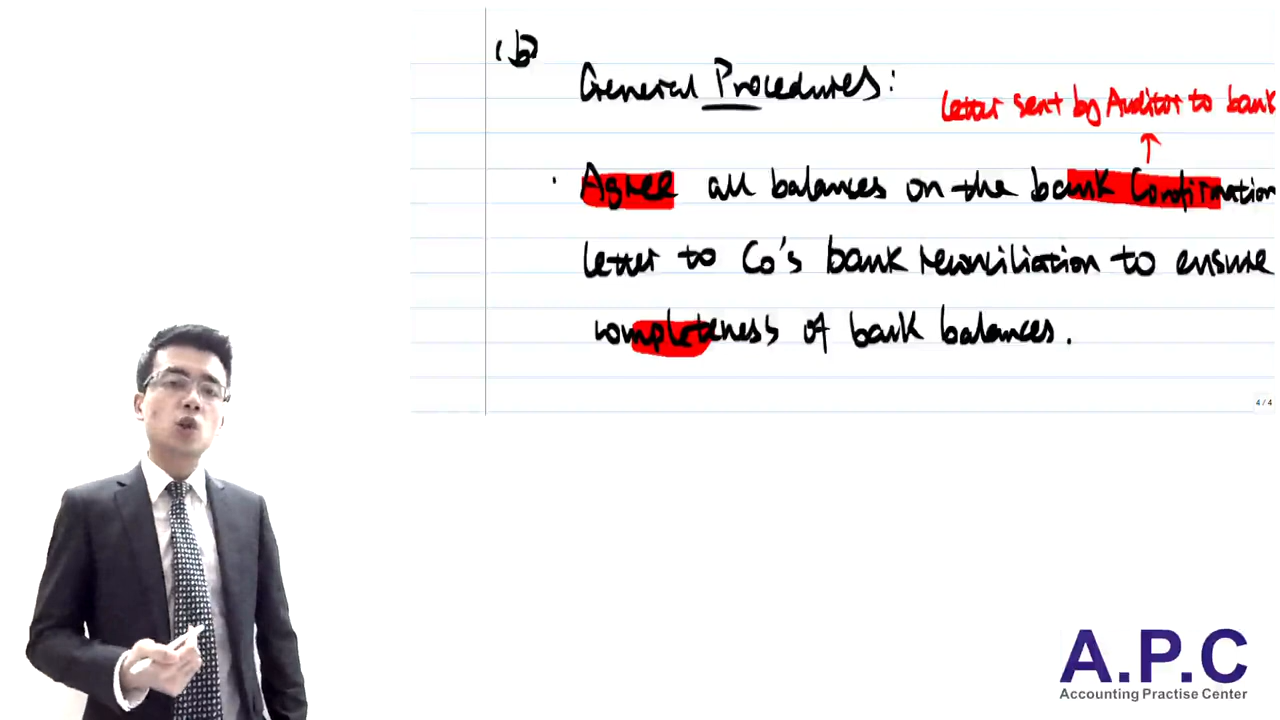 1b)
General Procedures:
letter sent by Auditor to bank
Agree all balances on the bank Confirmation
letter to Co's bank reconciliation to ensure
completeness of bank balances.
4 / 4
A.P.C
Accounting Practise Center